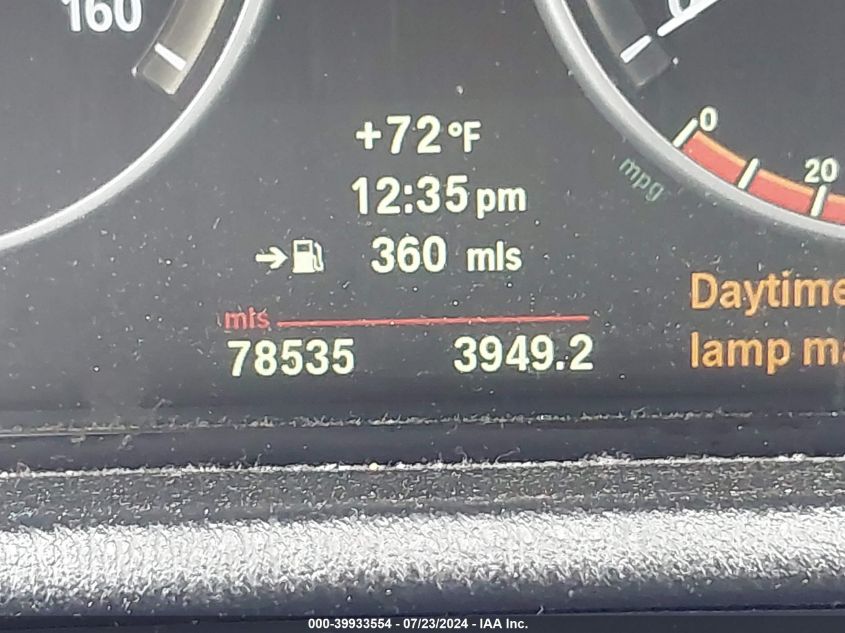 160
+72 °F
12:35 pm
360 mls
mls
78535 3949.2
0
20
mpg
Daytime
lamp
000-39933554 - 07/23/2024 - IAA Inc.